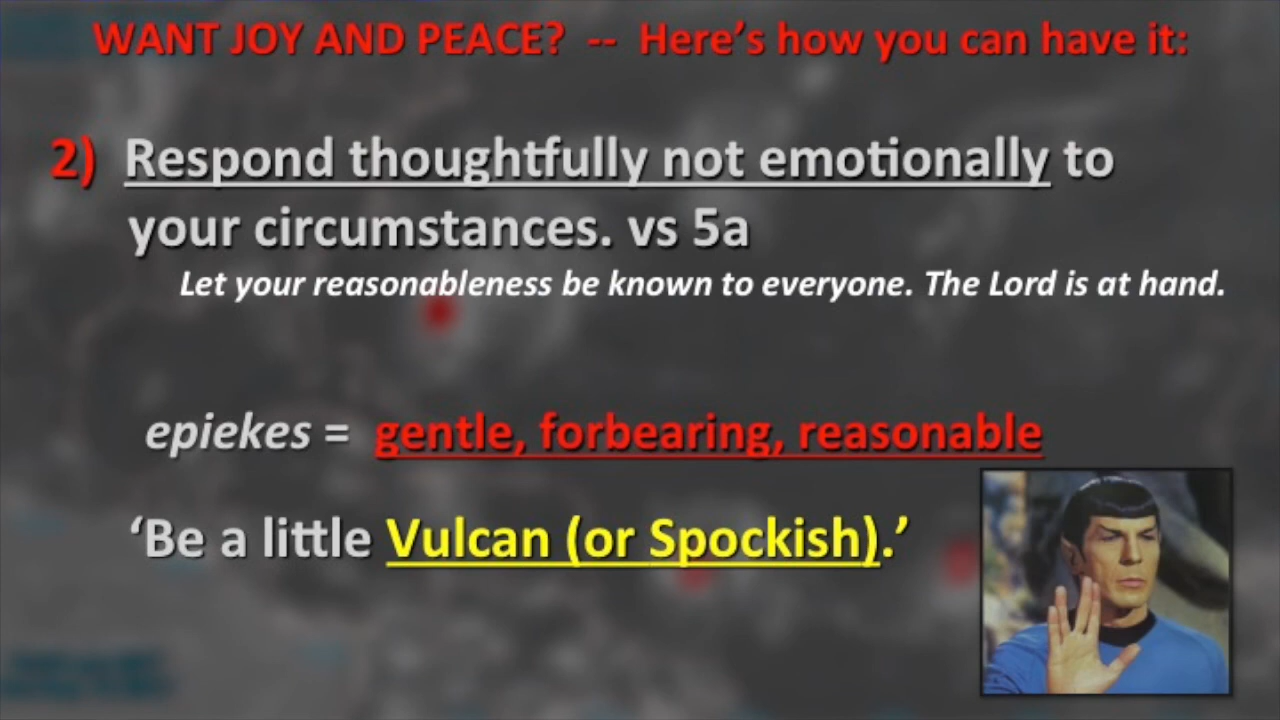 WANT JOY AND PEACE? -- Here’s how you can have it:
2) Respond thoughtfully not emotionally to
your circumstances. vs 5a
Let your reasonableness be known to everyone. The Lord is at hand.
epiekes = gentle, forbearing, reasonable
‘Be a little Vulcan (or Spockish).’